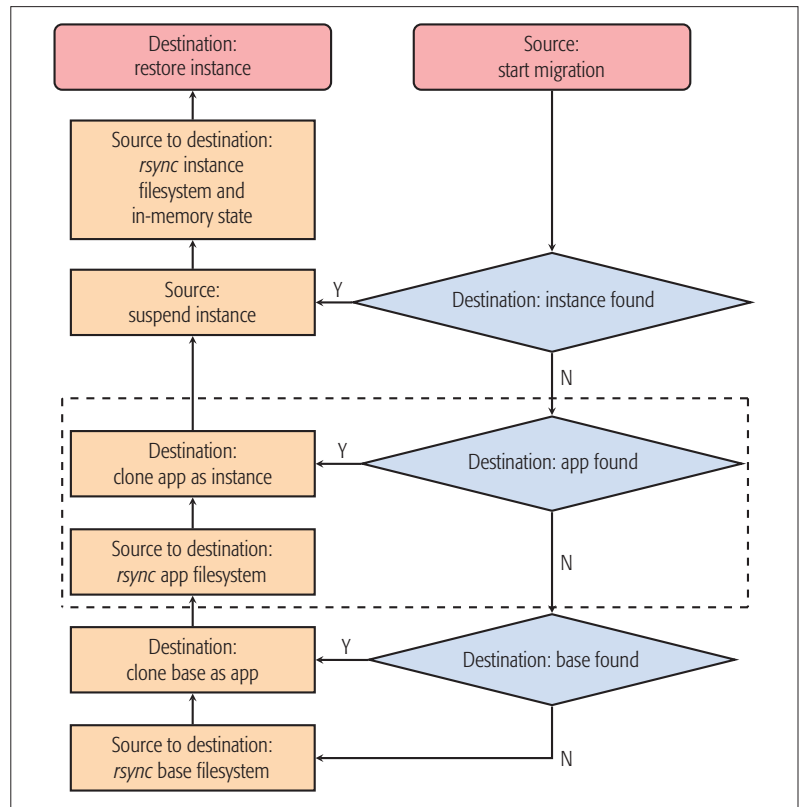 Destination:
restore instance
Source:
start migration
Source to destination:
rsync instance
filesystem and
in-memory state
Source:
suspend instance
Y
Destination: instance found
N
Destination:
clone app as instance
Y
Destination: app found
Source to destination:
rsync app filesystem
N
Destination:
clone base as app
Y
Destination: base found
Source to destination:
rsync base filesystem
N